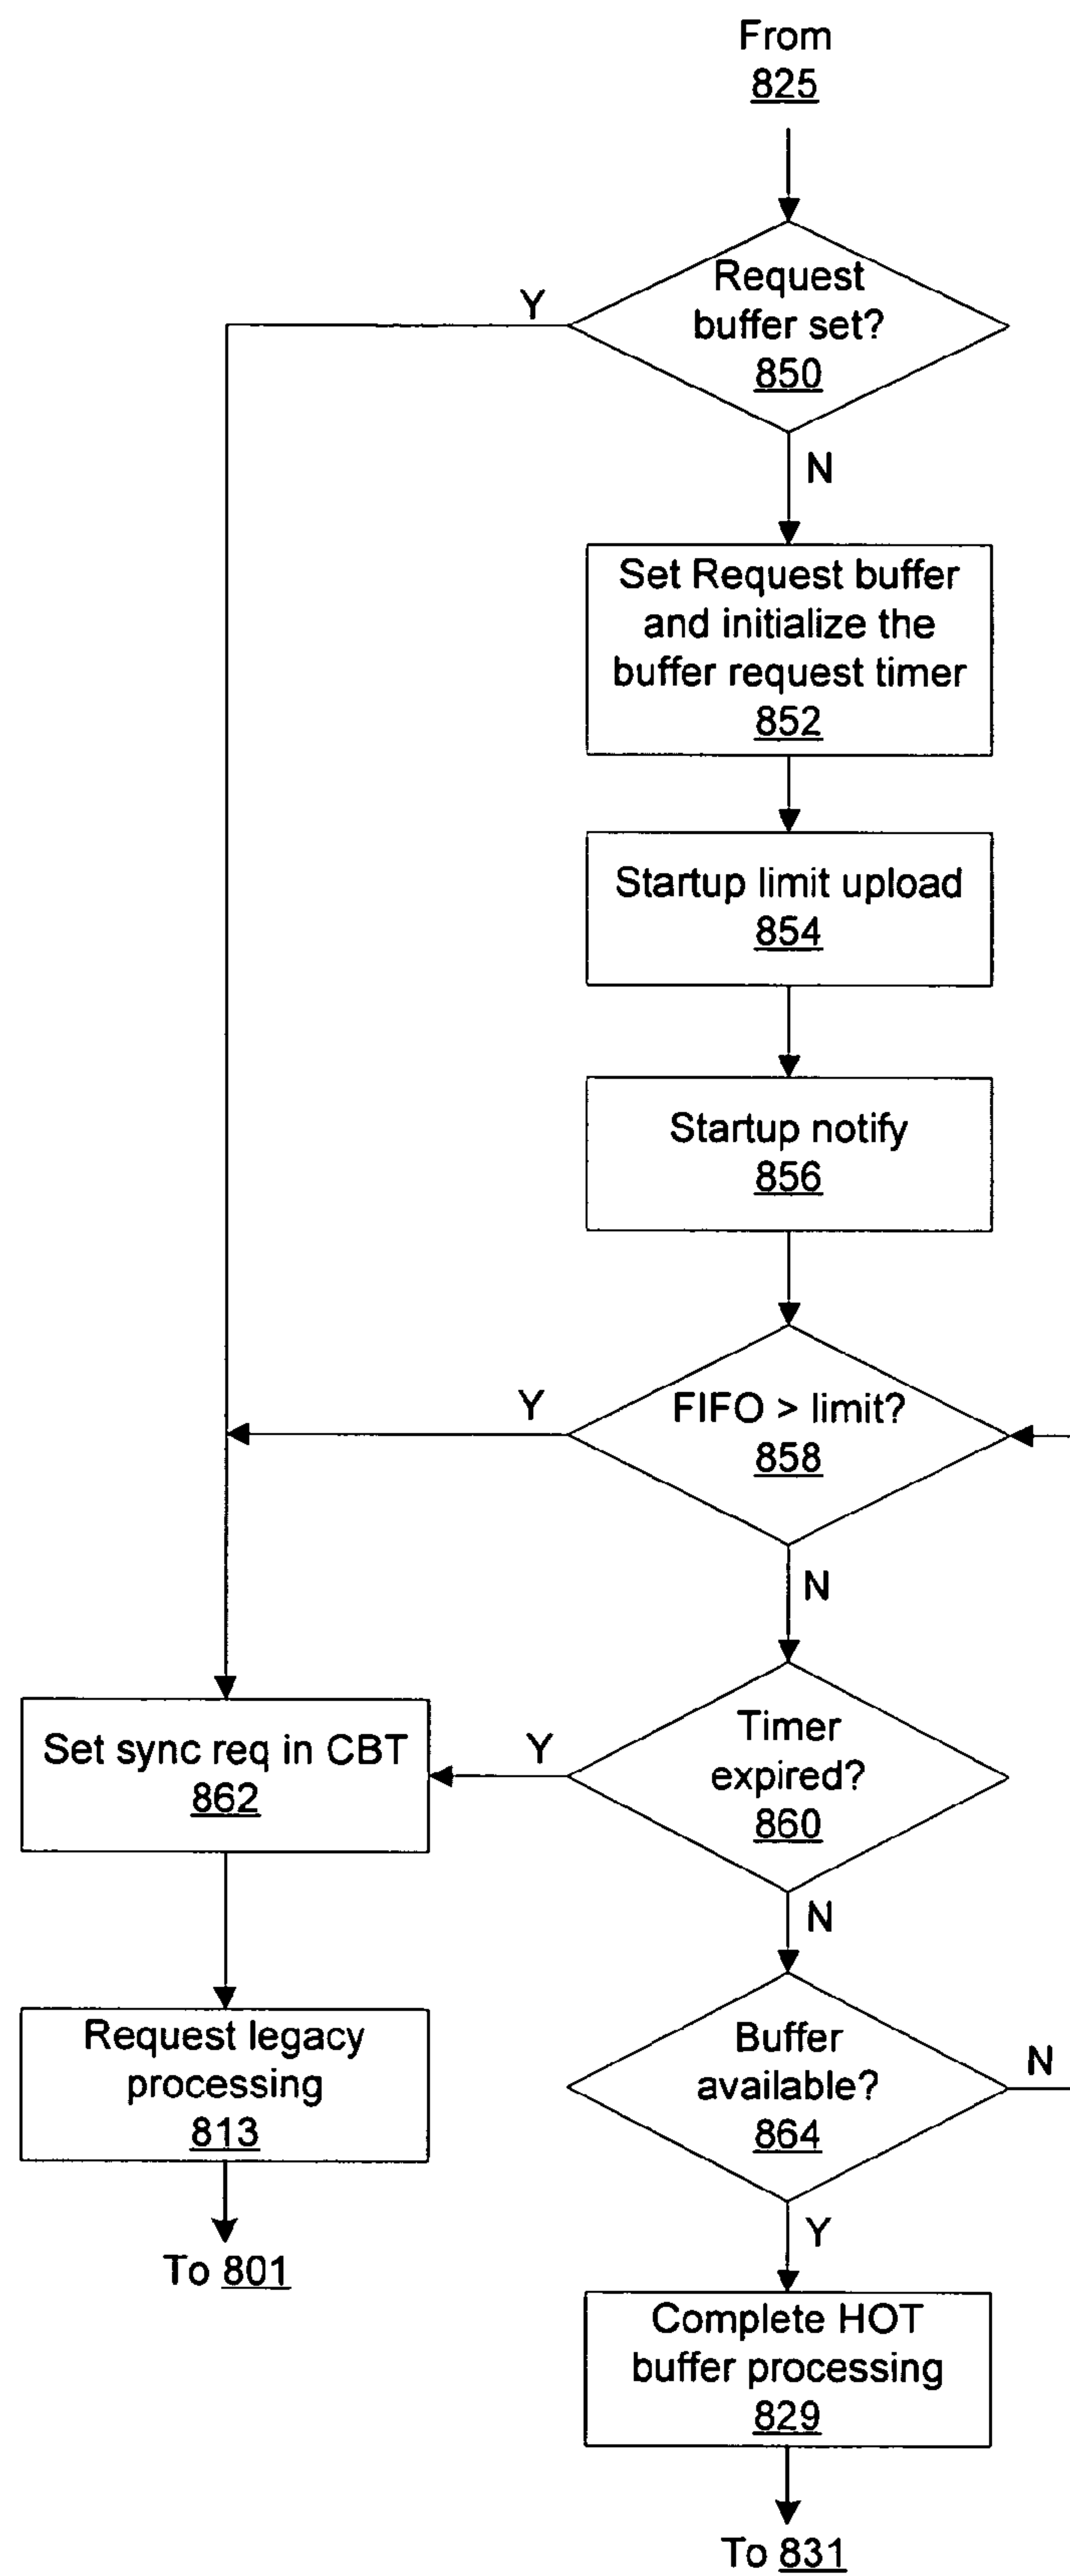 From
825
Request
buffer set?
850
Y
N
Set Request buffer
and initialize the
buffer request timer
852
Startup limit upload
854
Startup notify
856
FIFO > limit?
858
Y
N
Timer
expired?
860
Y
N
Set sync req in CBT
862
Request legacy
processing
813
To 801
Buffer
available?
864
N
Y
Complete HOT
buffer processing
829
To 831